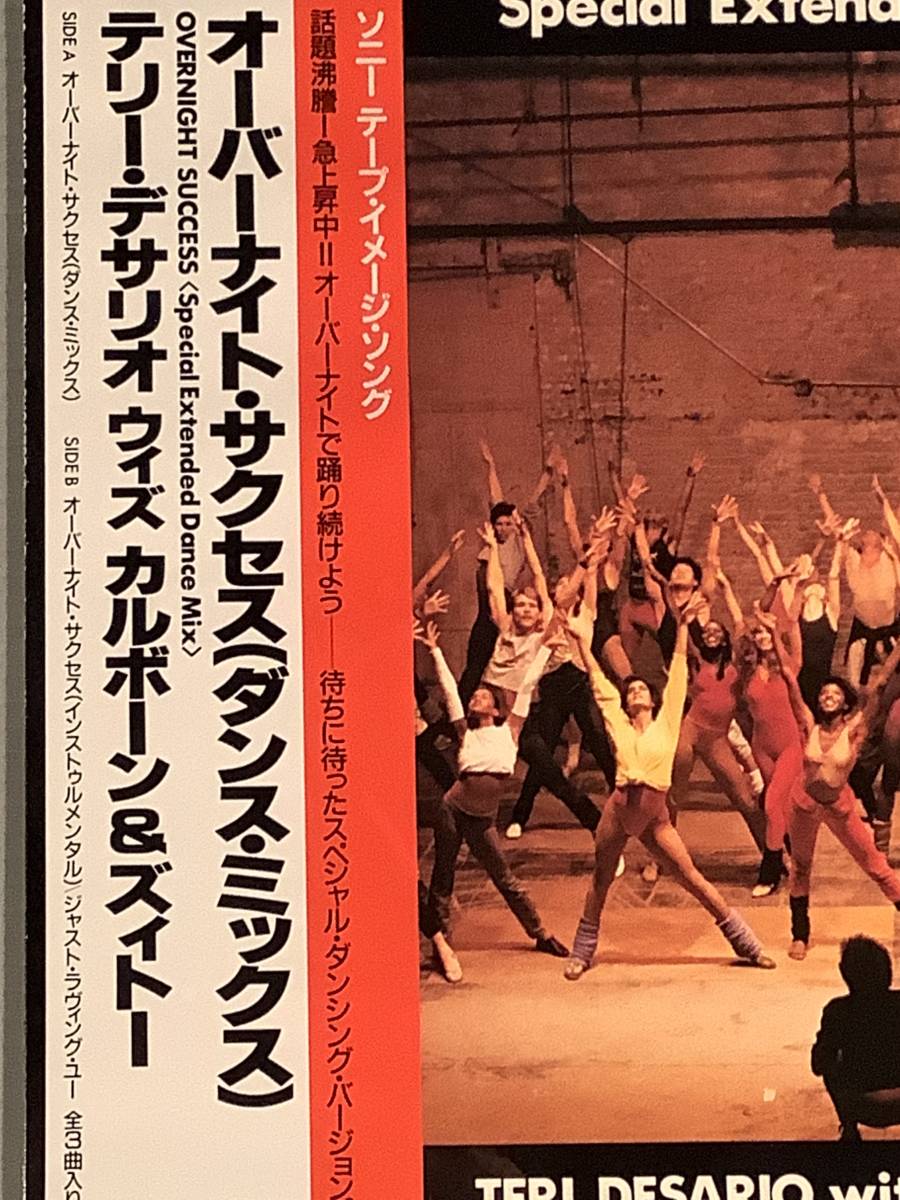 Special Extend
ソニー テープ・イメージ・ソング
話題沸騰ー急上昇中!! オーバーナイトで踊り続けよう——待ちに待ったスペシャル・ダンシング・バージョン
オーバーナイト・サクセス(ダンス・ミックス)
OVERNIGHT SUCCESS〈Special Extended Dance Mix〉
テリー・デサリオ ウィズ カルボーン&ズィトー
SIDE A オーバーナイト・サクセス(ダンス・ミックス) SIDE B オーバーナイト・サクセス(インストゥルメンタル)/ジャスト・ラヴィング・ユー 全3曲入り
TERI DESARIO wit